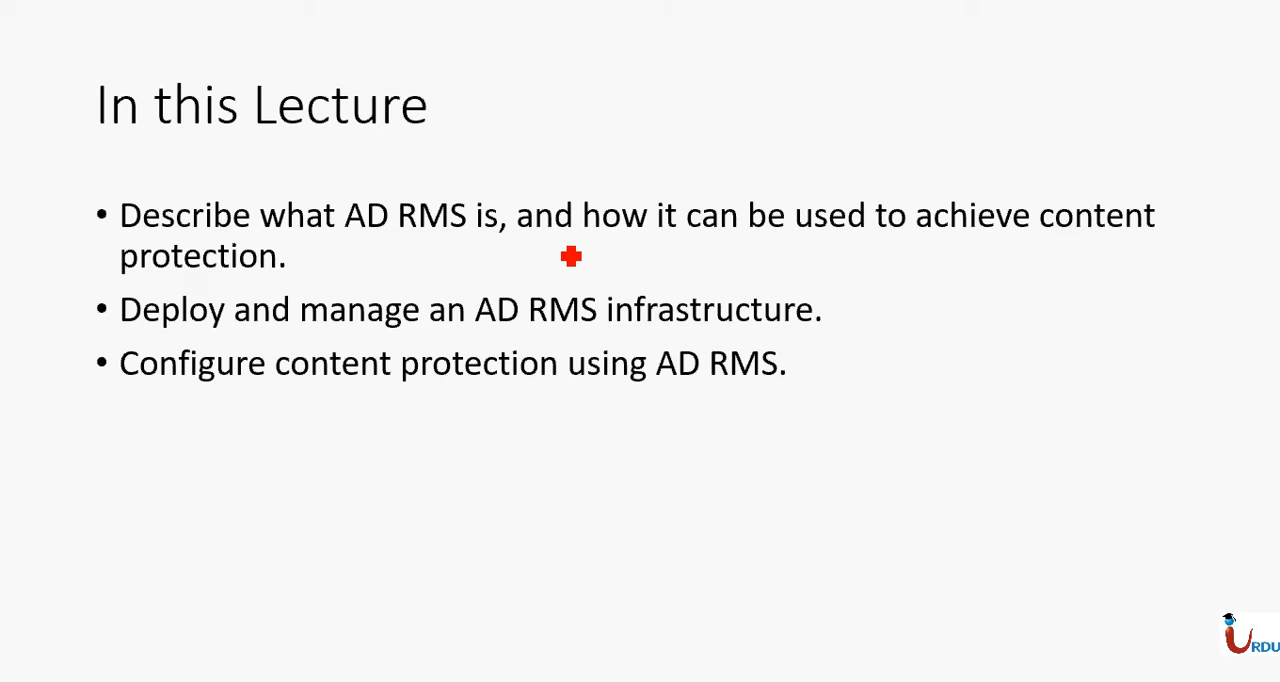 In this Lecture
• Describe what AD RMS is, and how it can be used to achieve content
protection.
• Deploy and manage an AD RMS infrastructure.
• Configure content protection using AD RMS.
iURDU